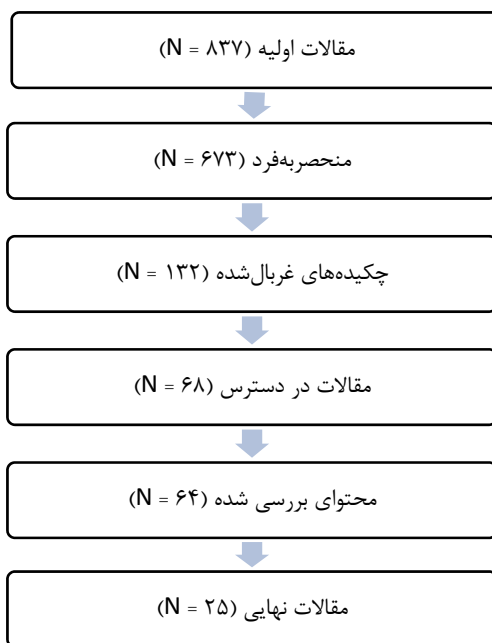 مقالات اولیه (N = ۸۳۷)
منحصربه‌فرد (N = ۶۷۳)
چکیده‌های غربال‌شده (N = ۱۳۲)
مقالات در دسترس (N = ۶۸)
محتوای بررسی شده (N = ۶۴)
مقالات نهایی (N = ۲۵)